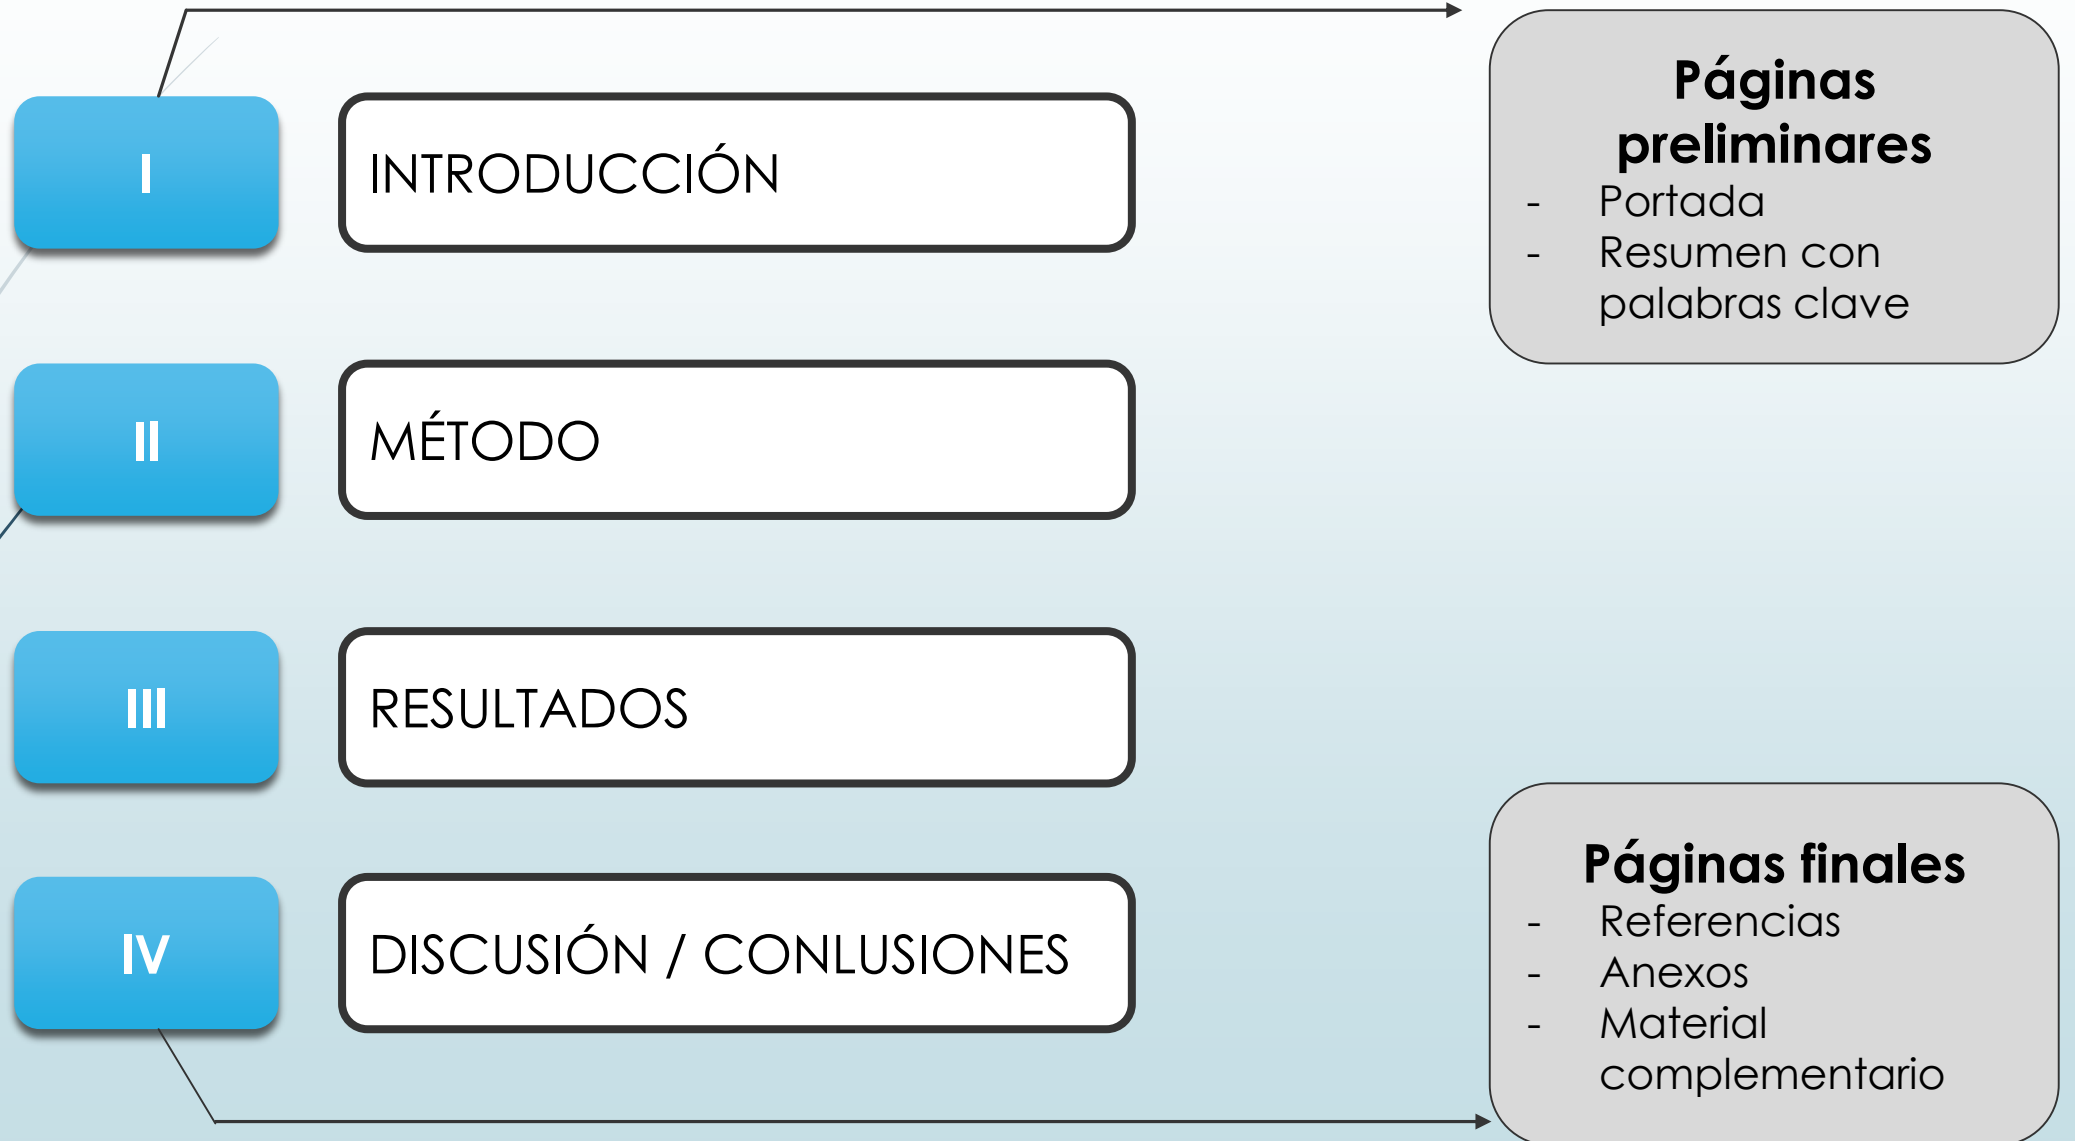 I
INTRODUCCIÓN
II
MÉTODO
III
RESULTADOS
IV
DISCUSIÓN / CONLUSIONES
Páginas
preliminares
- Portada
- Resumen con
palabras clave
Páginas finales
- Referencias
- Anexos
- Material
complementario